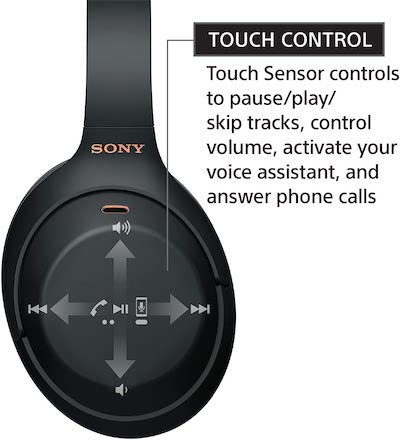 TOUCH CONTROL
Touch Sensor controls
to pause/play/
skip tracks, control
volume, activate your
voice assistant, and
answer phone calls
SONY